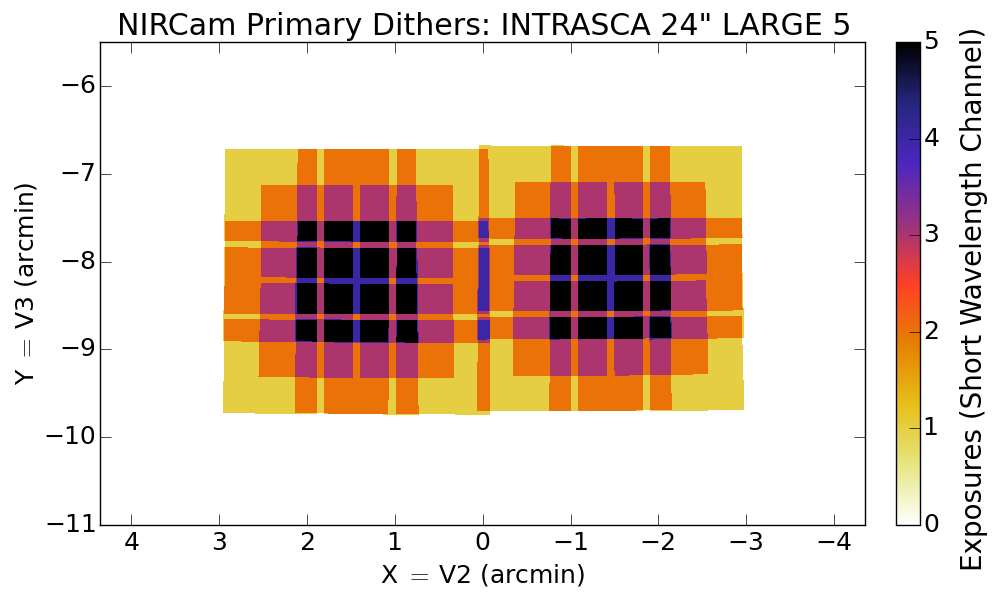 NIRCam Primary Dithers: INTRASCA 24" LARGE 5
−6
−7
−8
−9
−10
−11
Y = V3 (arcmin)
4 3 2 1 0 −1 −2 −3 −4
X = V2 (arcmin)
5
4
3
2
1
0
Exposures (Short Wavelength Channel)